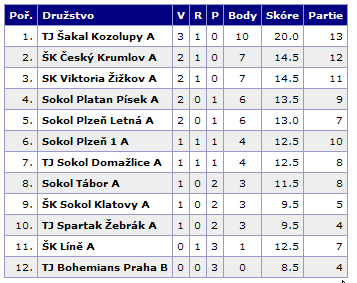 Poř. Družstvo V R P Body Skóre Partie
1. TJ Šakal Kozolupy A 3 1 0 10 20.0 13
2. ŠK Český Krumlov A 2 1 0 7 14.5 12
3. SK Viktoria Žižkov A 2 1 0 7 14.5 11
4. Sokol Platan Písek A 2 0 1 6 13.5 9
5. Sokol Plzeň Letná A 2 0 1 6 13.0 7
6. Sokol Plzeň 1 A 1 1 1 4 12.5 10
7. TJ Sokol Domažlice A 1 1 1 4 12.5 8
8. Sokol Tábor A 1 0 2 3 11.5 8
9. ŠK Sokol Klatovy A 1 0 2 3 9.5 5
10. TJ Spartak Žebrák A 1 0 2 3 9.5 4
11. ŠK Líně A 0 1 3 1 12.5 7
12. TJ Bohemians Praha B 0 0 3 0 8.5 4